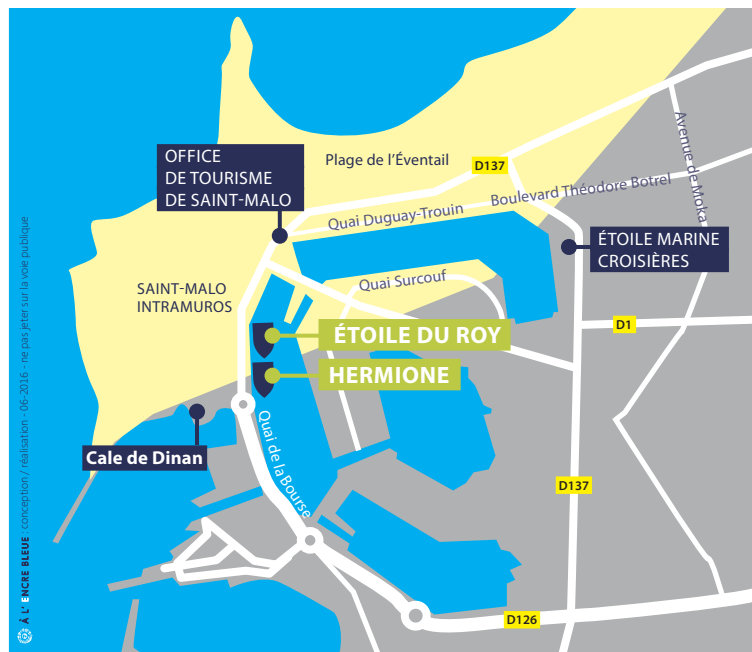 OFFICE
DE TOURISME
DE SAINT-MALO
Plage de l'Éventail
D137
Avenue de Moka
Boulevard Théodore Botrel
Quai Duguay-Trouin
ÉTOILE MARINE
CROISIÈRES
SAINT-MALO
INTRAMUROS
Quai Surcouf
D1
ÉTOILE DU ROY
HERMIONE
Cale de Dinan
Quai de la Bourse
D137
D126
À L' ENCRE BLEUE : conception / réalisation - 06-2016 - ne pas jeter sur la voie publique